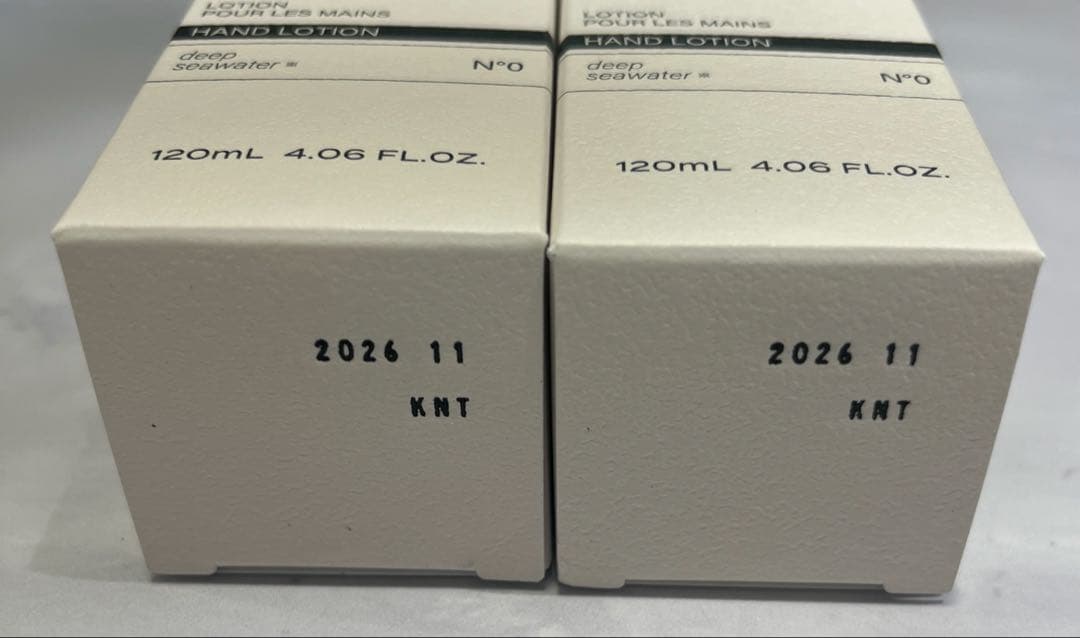 LOTION
POUR LES MAINS
HAND LOTION
deep
seawater
N°0
120mL 4.06 FL.OZ.
2026 11
KNT
LOTION
POUR LES MAINS
HAND LOTION
deep
seawater
N°0
120mL 4.06 FL.OZ.
2026 11
KNT